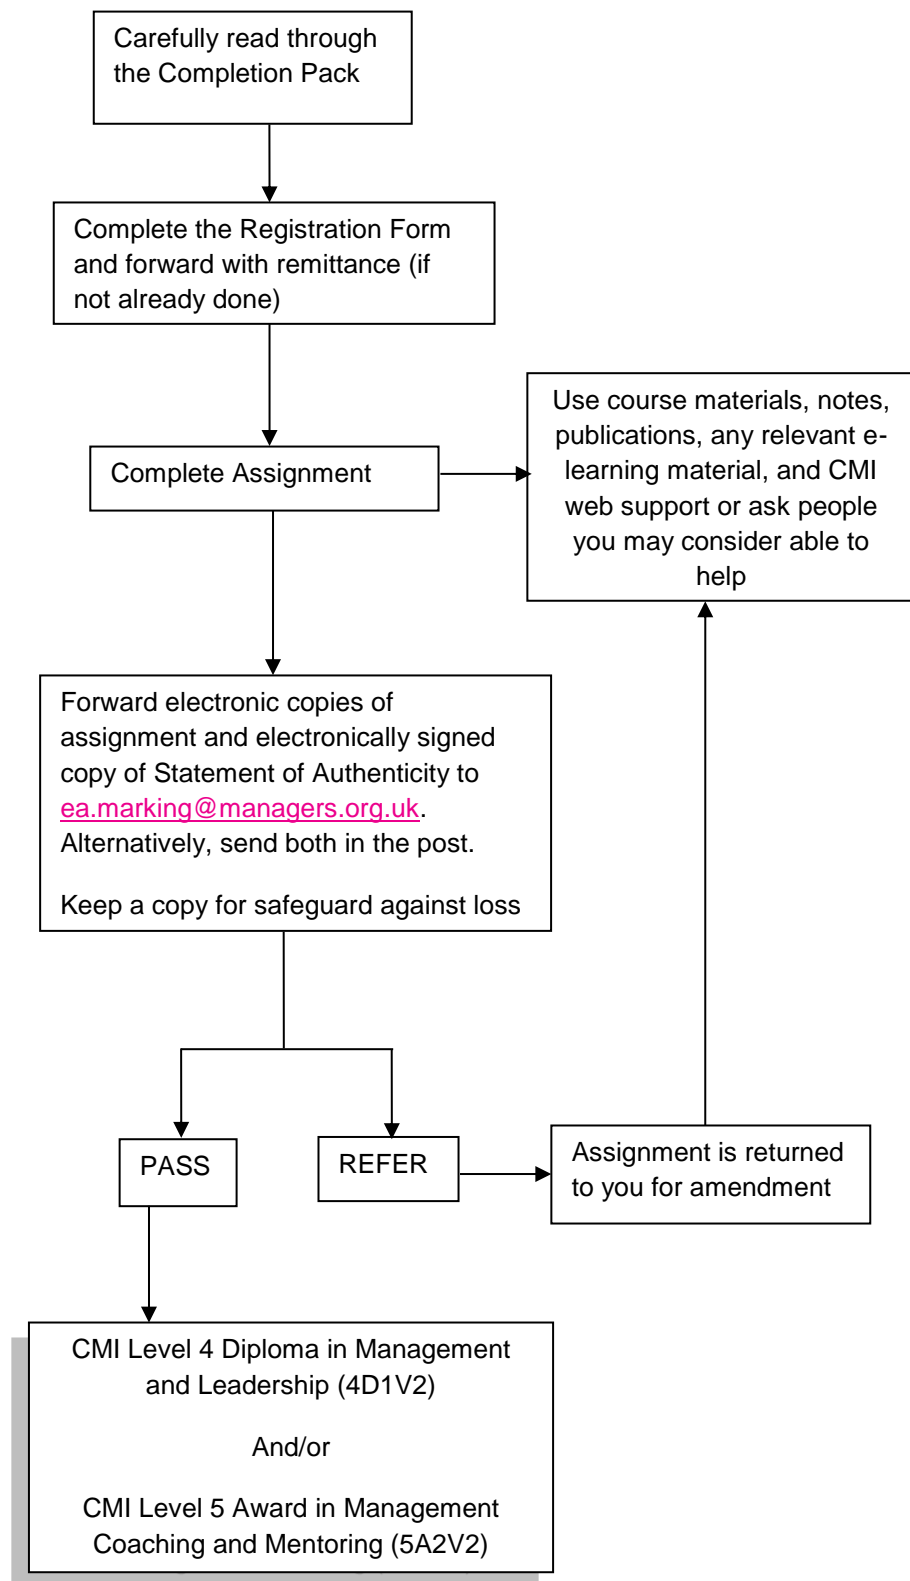 Carefully read through
the Completion Pack
Complete the Registration Form
and forward with remittance (if
not already done)
Complete Assignment
Use course materials, notes,
publications, any relevant e-
learning material, and CMI
web support or ask people
you may consider able to
help
Forward electronic copies of
assignment and electronically signed
copy of Statement of Authenticity to
ea.marking@managers.org.uk.
Alternatively, send both in the post.
Keep a copy for safeguard against loss
PASS
REFER
Assignment is returned
to you for amendment
CMI Level 4 Diploma in Management
and Leadership (4D1V2)
And/or
CMI Level 5 Award in Management
Coaching and Mentoring (5A2V2)